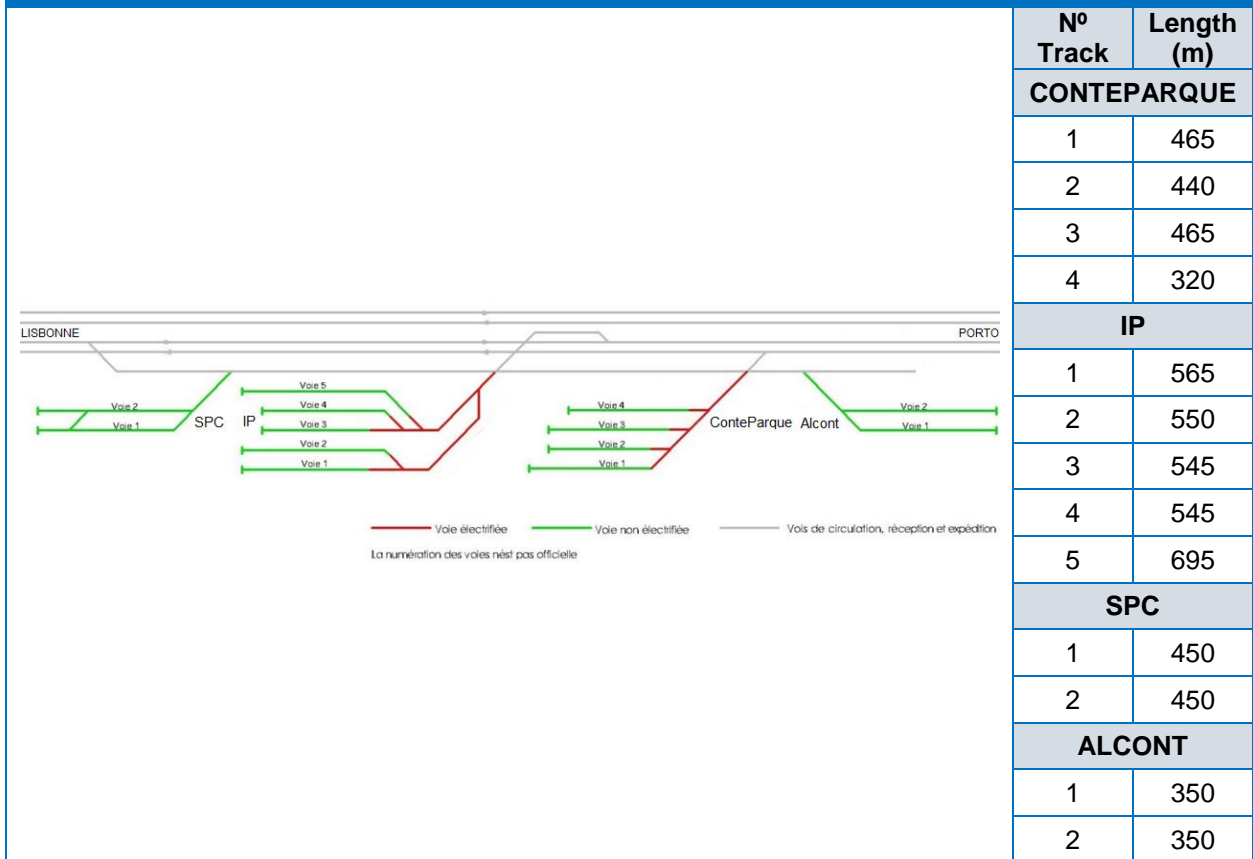 LISBONNE
PORTO
Voie 5
Voie 2
Voie 4
Voie 4
Voie 2
Voie 1
SPC
IP
Voie 3
Voie 3
ConteParque
Alcont
Voie 1
Voie 2
Voie 2
Voie 1
Voie 1
Voie électrifiée
Voie non électrifiée
Vois de circulation, réception et expédition
La numération des voies nést pas officielle
Nº Track Length (m)
CONTEPARQUE
1 465
2 440
3 465
4 320
IP
1 565
2 550
3 545
4 545
5 695
SPC
1 450
2 450
ALCONT
1 350
2 350